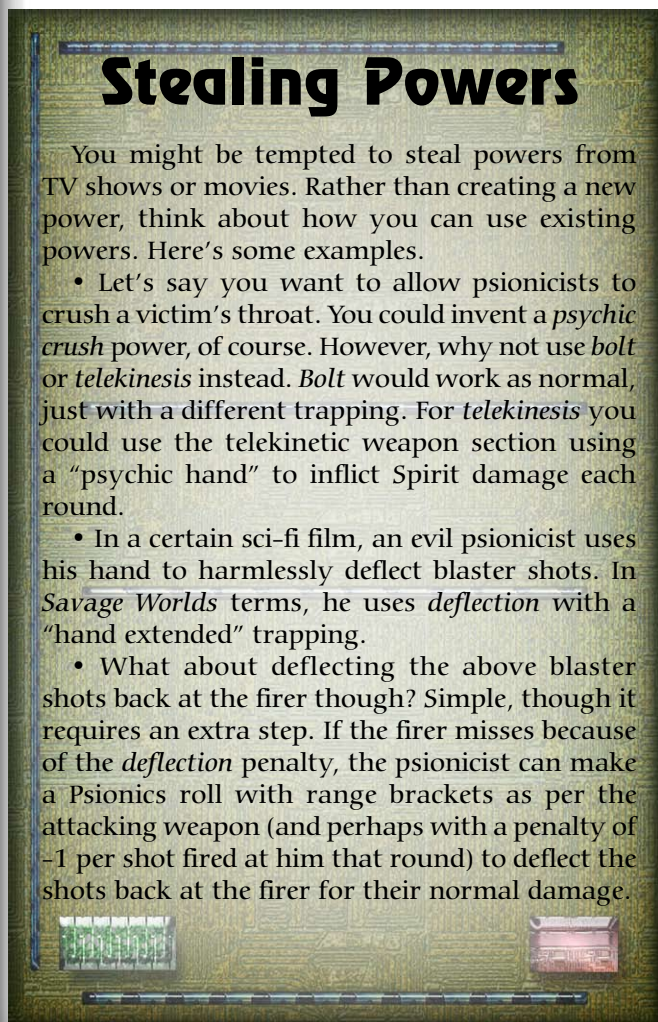 Stealing Powers
You might be tempted to steal powers from
TV shows or movies. Rather than creating a new
power, think about how you can use existing
powers. Here's some examples.
• Let's say you want to allow psionicists to
crush a victim's throat. You could invent a psychic
crush power, of course. However, why not use bolt
or telekinesis instead. Bolt would work as normal,
just with a different trapping. For telekinesis you
could use the telekinetic weapon section using
a “psychic hand” to inflict Spirit damage each
round.
• In a certain sci-fi film, an evil psionicist uses
his hand to harmlessly deflect blaster shots. In
Savage Worlds terms, he uses deflection with a
“hand extended” trapping.
• What about deflecting the above blaster
shots back at the firer though? Simple, though it
requires an extra step. If the firer misses because
of the deflection penalty, the psionicist can make
a Psionics roll with range brackets as per the
attacking weapon (and perhaps with a penalty of
-1 per shot fired at him that round) to deflect the
shots back at the firer for their normal damage.